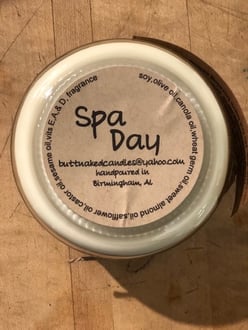 Spa
Day
buttnakedcandles@yahoo.com
handpoured in
Birmingham, AL
soy,olive oil,canola oil,wheat germ oil,sweet almond oil,safflower oil,castor oil,sesame oil,vits E,A,& D, fragrance